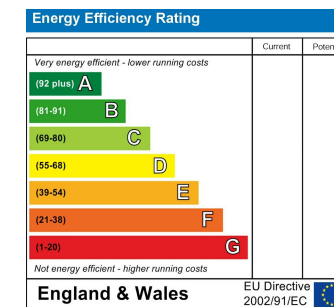 Energy Efficiency Rating
Current Poten
Very energy efficient - lower running costs
(92 plus) A
(81-91) B
(69-80) C
(55-68) D
(39-54) E
(21-38) F
(1-20) G
Not energy efficient - higher running costs
England & Wales
EU Directive
2002/91/EC